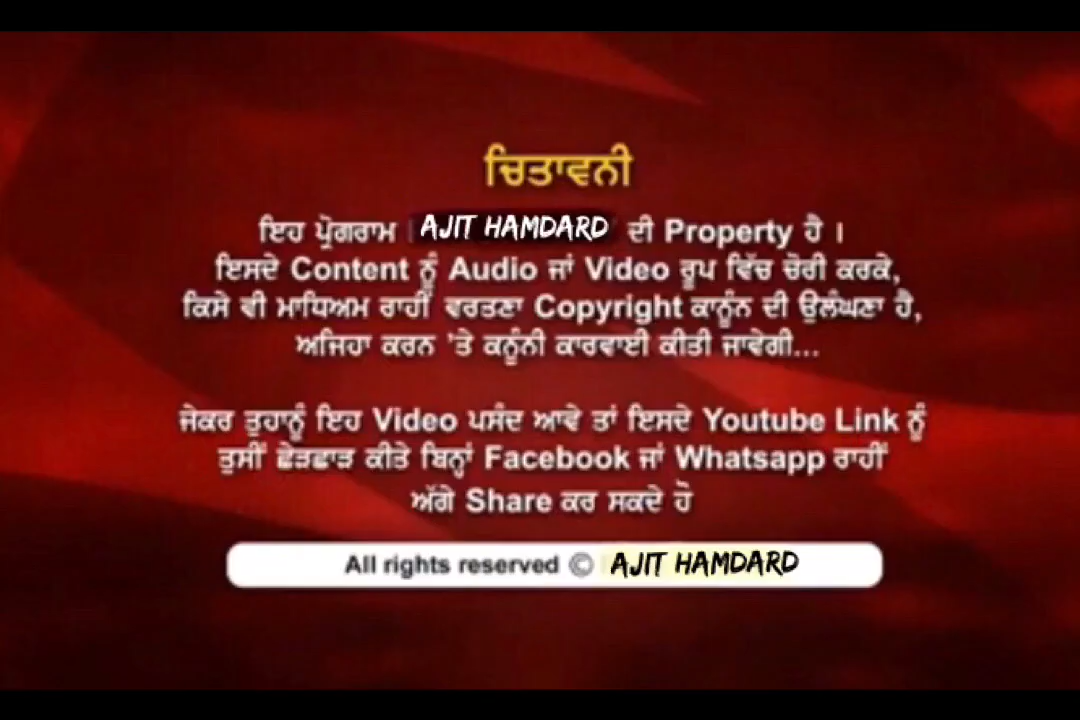 ਚਿਤਾਵਨੀ
ਇਹ ਪ੍ਰੋਗਰਾਮ AJIT HAMDARD ਦੀ Property ਹੈ ।
ਇਸਦੇ Content ਨੂੰ Audio ਜਾਂ Video ਰੂਪ ਵਿੱਚ ਚੋਰੀ ਕਰਕੇ,
ਕਿਸੇ ਵੀ ਮਾਧਿਅਮ ਰਾਹੀਂ ਵਰਤਣਾ Copyright ਕਾਨੂੰਨ ਦੀ ਉਲੰਘਣਾ ਹੈ,
ਅਜਿਹਾ ਕਰਨ 'ਤੇ ਕਨੂੰਨੀ ਕਾਰਵਾਈ ਕੀਤੀ ਜਾਵੇਗੀ...
ਜੇਕਰ ਤੁਹਾਨੂੰ ਇਹ Video ਪਸੰਦ ਆਵੇ ਤਾਂ ਇਸਦੇ Youtube Link ਨੂੰ
ਤੁਸੀਂ ਛੇੜਛਾੜ ਕੀਤੇ ਬਿਨ੍ਹਾਂ Facebook ਜਾਂ Whatsapp ਰਾਹੀਂ
ਅੱਗੇ Share ਕਰ ਸਕਦੇ ਹੋ
All rights reserved © AJIT HAMDARD